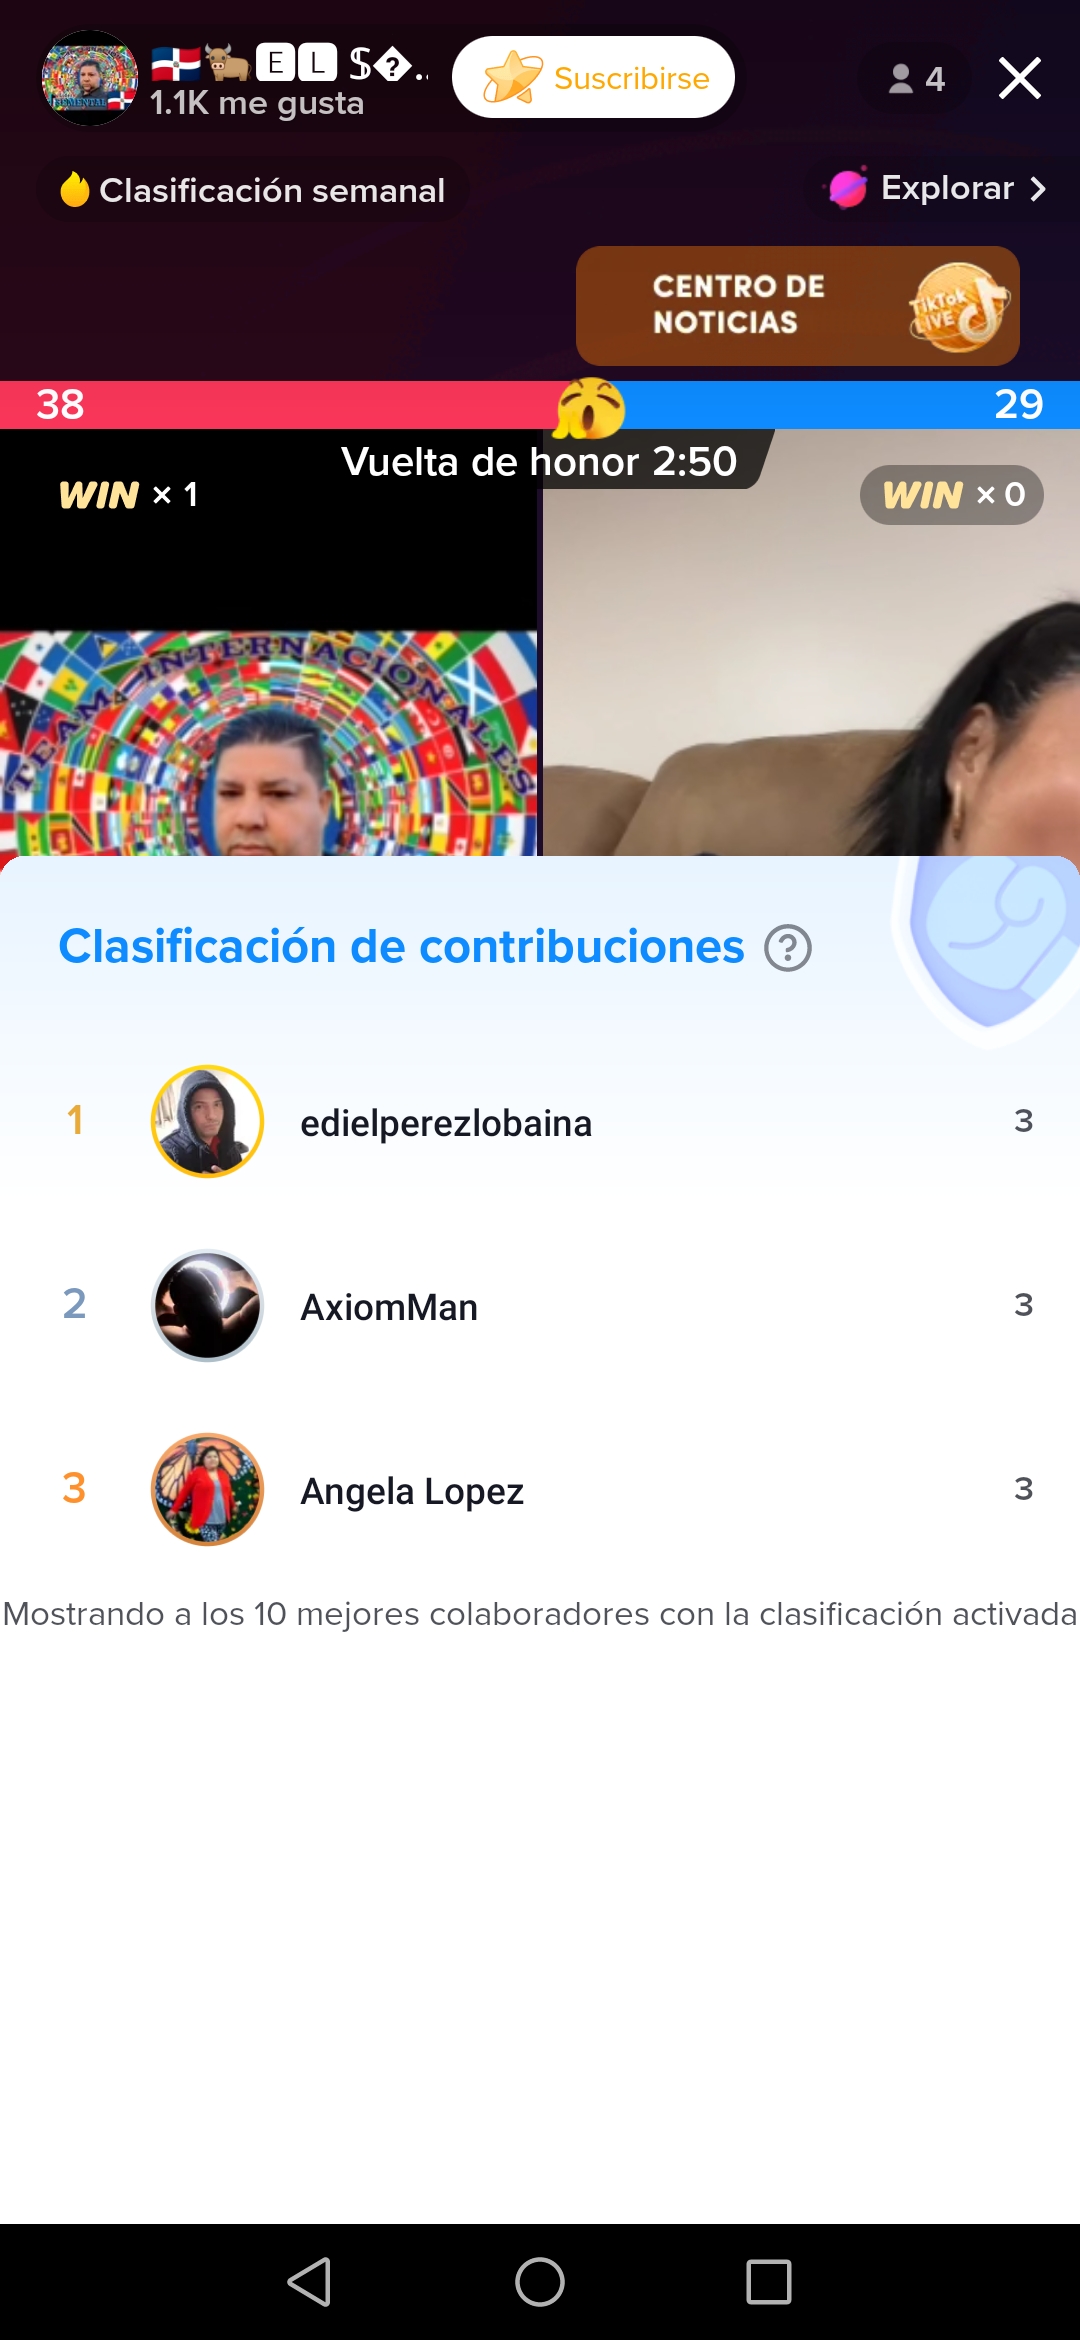 🇩🇴🐂🄴🄻 $�..
1.1K me gusta
Suscribirse
4
Clasificación semanal
Explorar
CENTRO DE
NOTICIAS
TikTok
LIVE
38
29
Vuelta de honor 2:50
WIN × 1
WIN × 0
TEAM INTERNACIONALES
Clasificación de contribuciones
1 edielperezlobaina 3
2 AxiomMan 3
3 Angela Lopez 3
Mostrando a los 10 mejores colaboradores con la clasificación activada